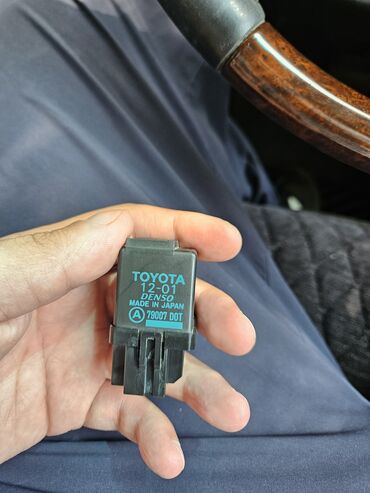 TOYOTA
12-01
DENSO
MADE IN JAPAN
A 79007 DOT